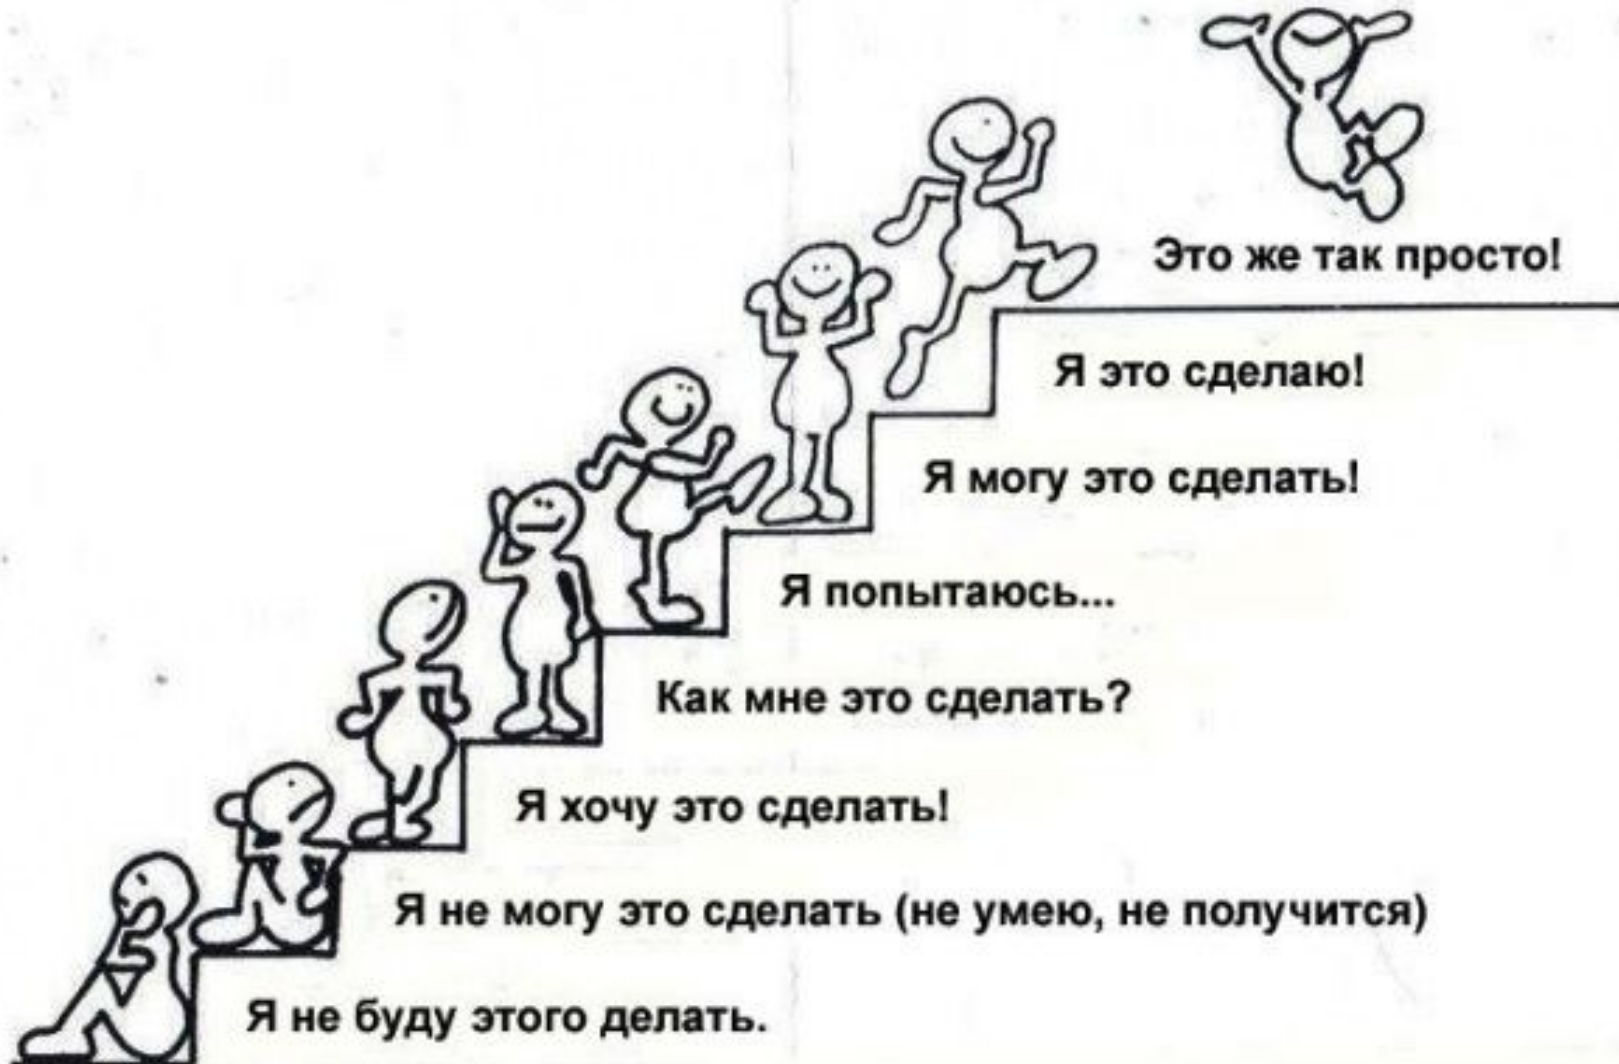 Это же так просто!
Я это сделаю!
Я могу это сделать!
Я попытаюсь...
Как мне это сделать?
Я хочу это сделать!
Я не могу это сделать (не умею, не получится)
Я не буду этого делать.